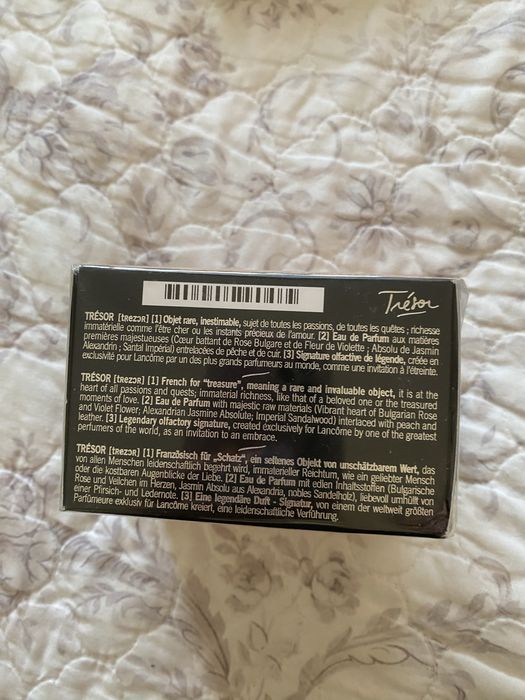 Trésor
TRÉSOR [tʀezɔʀ] [1] Objet rare, inestimable, sujet de toutes les passions, de toutes les quêtes ; richesse
immatérielle comme l'être cher ou les instants précieux de l'amour. [2] Eau de Parfum aux matières
premières majestueuses (Cœur battant de Rose Bulgare et de Fleur de Violette ; Absolu de Jasmin
Alexandrin ; Santal Impérial) entrelacées de pêche et de cuir. [3] Signature olfactive de légende, créée en
exclusivité pour Lancôme par un des plus grands parfumeurs au monde, comme une invitation à l'étreinte.
TRÉSOR [tʀezɔʀ] [1] French for "treasure", meaning a rare and invaluable object, it is at the
heart of all passions and quests; immaterial richness, like that of a beloved one or the treasured
moments of love. [2] Eau de Parfum with majestic raw materials (Vibrant heart of Bulgarian Rose
and Violet Flower; Alexandrian Jasmine Absolute; Imperial Sandalwood) interlaced with peach and
leather. [3] Legendary olfactory signature, created exclusively for Lancôme by one of the greatest
perfumers of the world, as an invitation to an embrace.
TRÉSOR [tʀezɔʀ] [1] Französisch für „Schatz", ein seltenes Objekt von unschätzbarem Wert, das
von allen Menschen leidenschaftlich begehrt wird, immaterieller Reichtum, wie ein geliebter Mensch
oder die kostbaren Augenblicke der Liebe. [2] Eau de Parfum mit edlen Inhaltsstoffen (Bulgarische
Rose und Veilchen im Herzen, Jasmin Absolu aus Alexandria, nobles Sandelholz), liebevoll umhüllt von
einer Pfirsich- und Ledernote. [3] Eine legendäre Duft - Signatur, von einem der weltweit größten
Parfümeure exklusiv für Lancôme kreiert, eine leidenschaftliche Verführung.